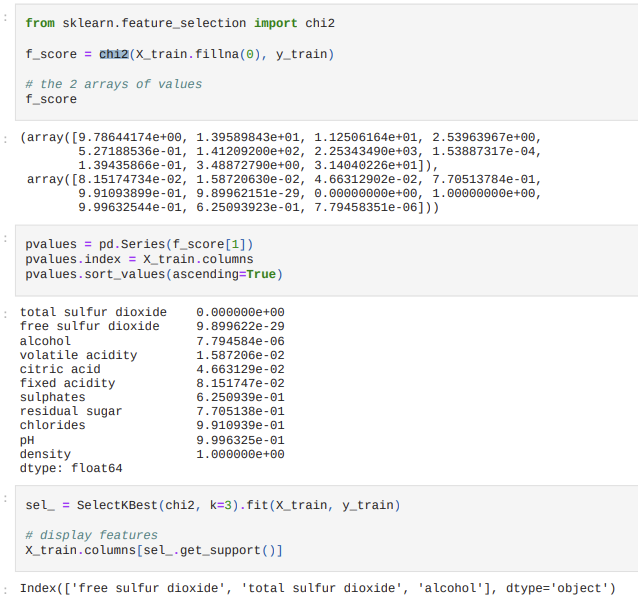 from sklearn.feature_selection import chi2
f_score = chi2(X_train.fillna(0), y_train)
# the 2 arrays of values
f_score
(array([9.78644174e+00, 1.39589843e+01, 1.12506164e+01, 2.53963967e+00,
5.27188536e-01, 1.41209200e+02, 2.25343490e+03, 1.53887317e-04,
1.39435866e-01, 3.48872790e+00, 3.14040226e+01]),
array([8.15174734e-02, 1.58720630e-02, 4.66312902e-02, 7.70513784e-01,
9.91093899e-01, 9.89962151e-29, 0.00000000e+00, 1.00000000e+00,
9.99632544e-01, 6.25093923e-01, 7.79458351e-06]))
pvalues = pd.Series(f_score[1])
pvalues.index = X_train.columns
pvalues.sort_values(ascending=True)
total sulfur dioxide 0.000000e+00
free sulfur dioxide 9.899622e-29
alcohol 7.794584e-06
volatile acidity 1.587206e-02
citric acid 4.663129e-02
fixed acidity 8.151747e-02
sulphates 6.250939e-01
residual sugar 7.705138e-01
chlorides 9.910939e-01
pH 9.996325e-01
density 1.000000e+00
dtype: float64
sel_ = SelectKBest(chi2, k=3).fit(X_train, y_train)
# display features
X_train.columns[sel_.get_support()]
Index(['free sulfur dioxide', 'total sulfur dioxide', 'alcohol'], dtype='object')